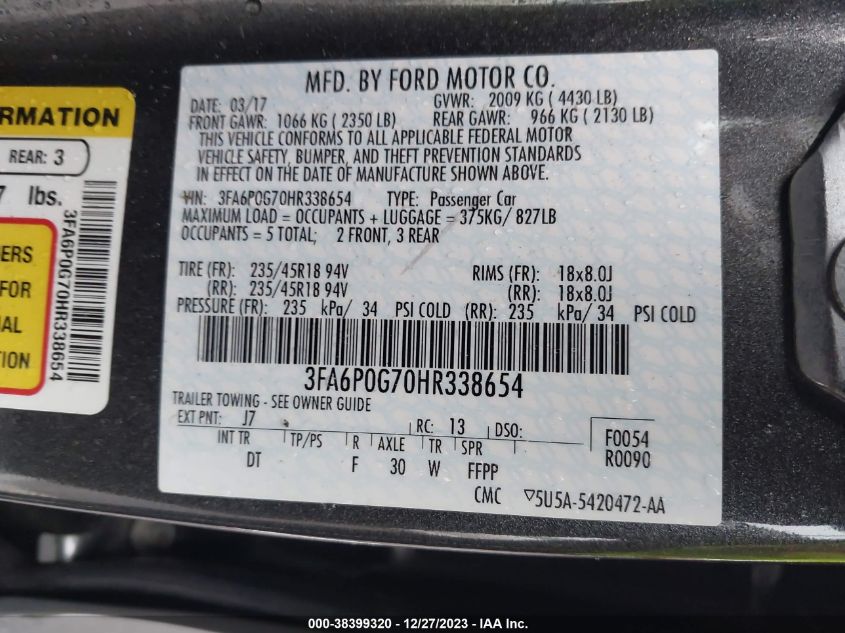 RMATION
REAR: 3
7 lbs.
ERS
FOR
IAL
TION
3FA6P0G70HR338654
MFD. BY FORD MOTOR CO.
DATE: 03/17 GVWR: 2009 KG ( 4430 LB)
FRONT GAWR: 1066 KG ( 2350 LB) REAR GAWR: 966 KG ( 2130 LB)
THIS VEHICLE CONFORMS TO ALL APPLICABLE FEDERAL MOTOR
VEHICLE SAFETY, BUMPER, AND THEFT PREVENTION STANDARDS
IN EFFECT ON THE DATE OF MANUFACTURE SHOWN ABOVE.
VIN: 3FA6P0G70HR338654 TYPE: Passenger Car
MAXIMUM LOAD = OCCUPANTS + LUGGAGE = 375KG/ 827LB
OCCUPANTS = 5 TOTAL; 2 FRONT, 3 REAR
TIRE (FR): 235/45R18 94V RIMS (FR): 18x8.0J
(RR): 235/45R18 94V (RR): 18x8.0J
PRESSURE (FR): 235 kPa/ 34 PSI COLD (RR): 235 kPa/ 34 PSI COLD
3FA6P0G70HR338654
TRAILER TOWING - SEE OWNER GUIDE
EXT PNT: J7 RC: 13 DSO: F0054
INT TR TP/PS R AXLE TR SPR R0090
DT F 30 W FFPP
CMC ▽5U5A-5420472-AA
000-38399320 - 12/27/2023 - IAA Inc.